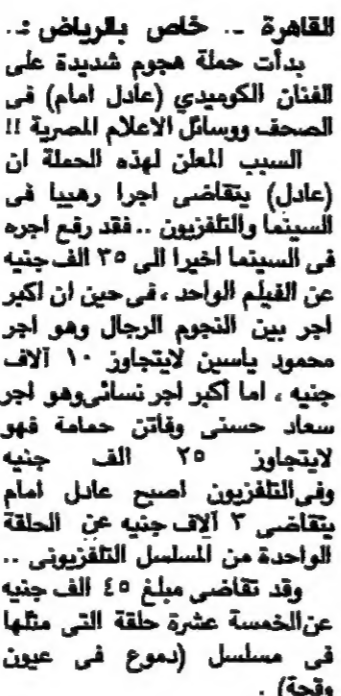 القاهرة .. خاص بالرياض :.
بدأت حملة هجوم شديدة على
الفنان الكوميدي (عادل امام) فى
الصحف ووسائل الاعلام المصرية !!
السبب المعلن لهذه الحملة ان
(عادل) يتقاضى اجرا رهيبا فى
السينما والتلفزيون .. فقد رفع اجره
فى السينما اخيرا الى ٣٥ الف جنيه
عن الفيلم الواحد ، فى حين ان اكبر
اجر بين النجوم الرجال وهو اجر
محمود ياسين لايتجاوز ١٠ آلاف
جنيه ، اما أكبر اجر نسائى وهو اجر
سعاد حسنى وفاتن حمامة فهو
لايتجاوز ٢٥ الف جنيه
وفى التلفزيون اصبح عادل امام
يتقاضى ٣ آلاف جنيه عن الحلقة
الواحدة من المسلسل التلفزيونى ..
وقد تقاضى مبلغ ٤٥ الف جنيه
عن الخمسة عشرة حلقة التى مثلها
فى مسلسل (دموع فى عيون
وقحة) .